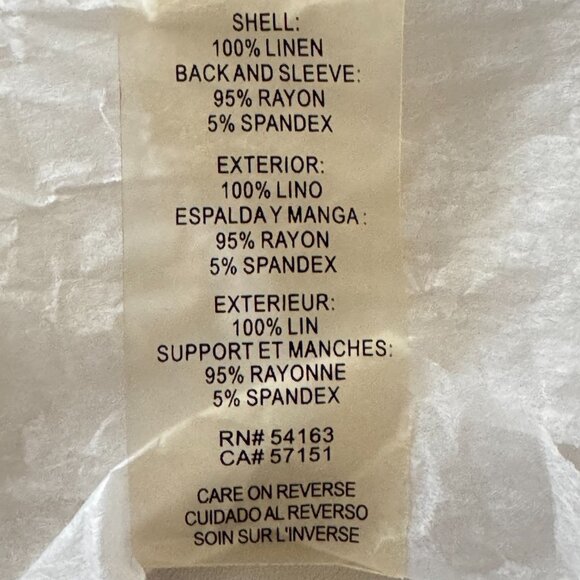 SHELL:
100% LINEN
BACK AND SLEEVE:
95% RAYON
5% SPANDEX
EXTERIOR:
100% LINO
ESPALDA Y MANGA:
95% RAYON
5% SPANDEX
EXTERIEUR:
100% LIN
SUPPORT ET MANCHES:
95% RAYONNE
5% SPANDEX
RN# 54163
CA# 57151
CARE ON REVERSE
CUIDADO AL REVERSO
SOIN SUR L'INVERSE